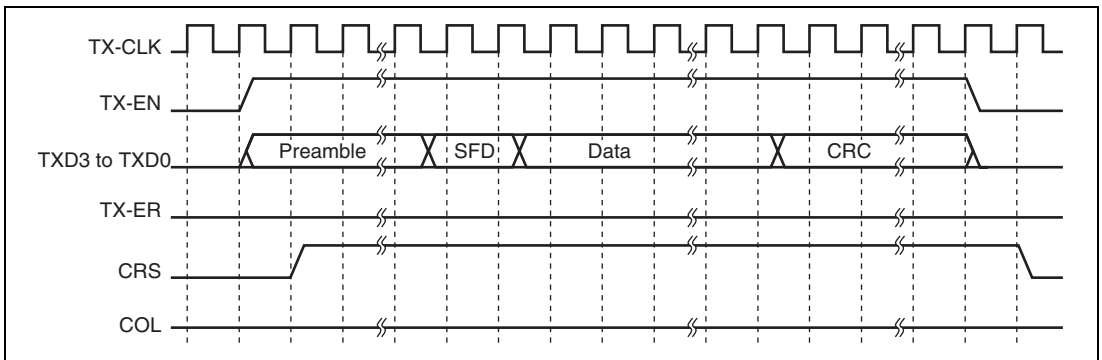 TX-CLK
TX-EN
TXD3 to TXD0
Preamble
SFD
Data
CRC
TX-ER
CRS
COL